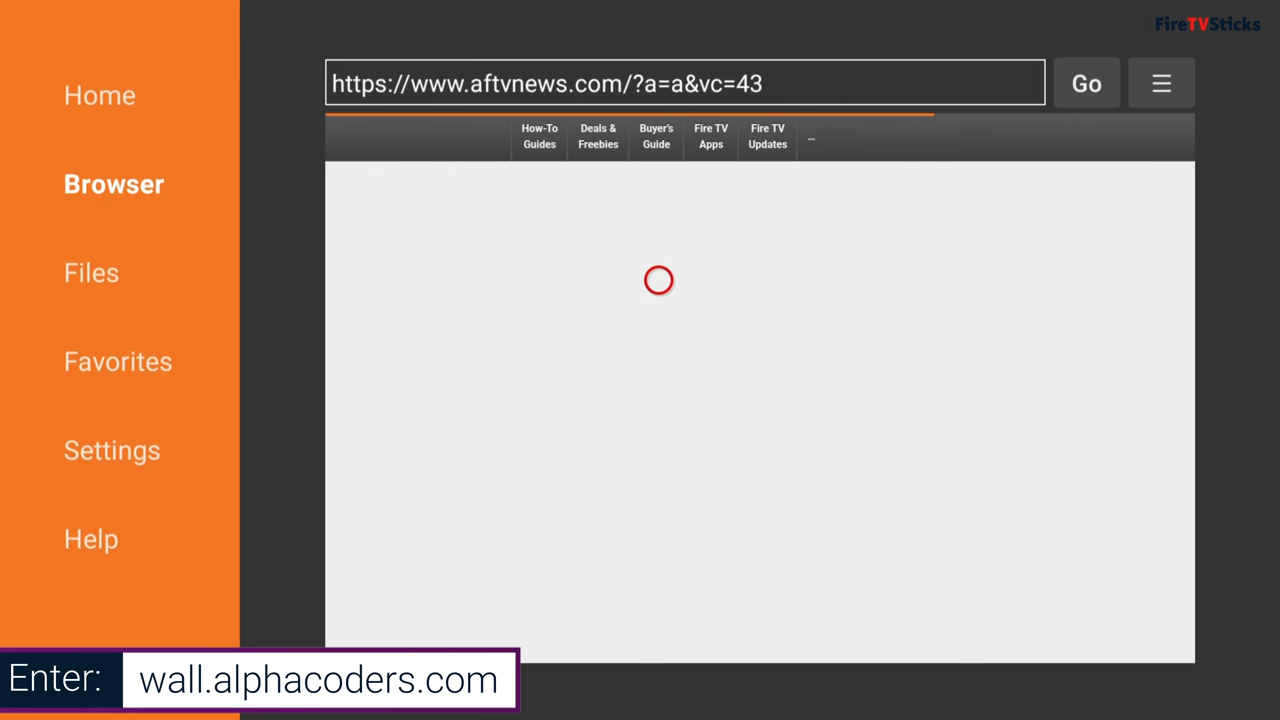 FireTVSticks
Home
Browser
Files
Favorites
Settings
Help
https://www.aftvnews.com/?a=a&vc=43
Go
How-To
Guides
Deals &
Freebies
Buyer's
Guide
Fire TV
Apps
Fire TV
Updates
...
Enter: wall.alphacoders.com